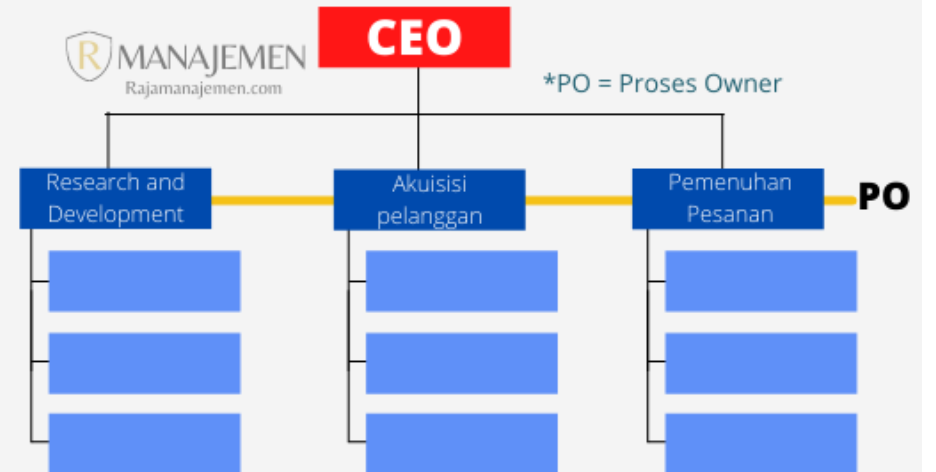 CEO
R MANAJEMEN
Rajamanajemen.com
*PO = Proses Owner
Research and
Development
Akuisisi
pelanggan
Pemenuhan
Pesanan
PO